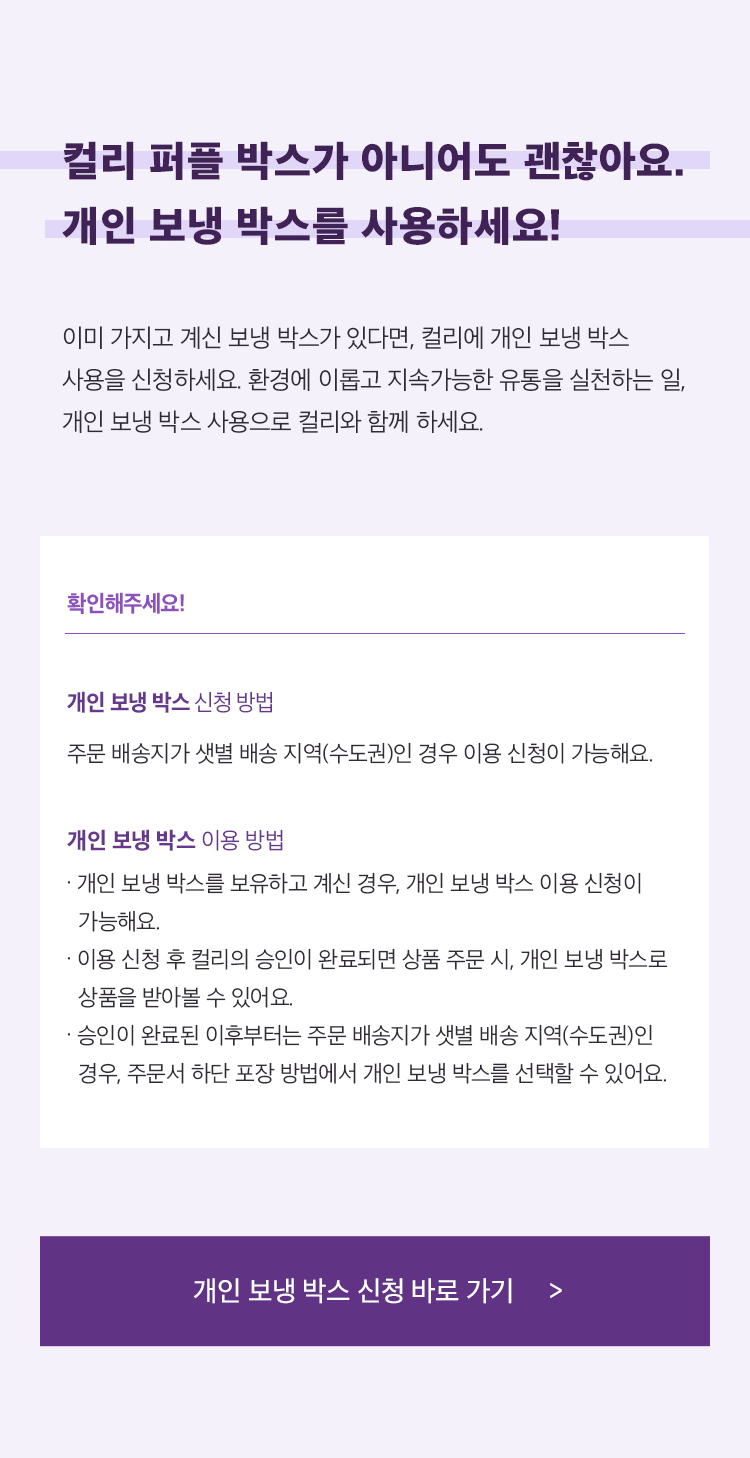 컬리 퍼플 박스가 아니어도 괜찮아요.
개인 보냉 박스를 사용하세요!
이미 가지고 계신 보냉 박스가 있다면, 컬리에 개인 보냉 박스
사용을 신청하세요. 환경에 이롭고 지속가능한 유통을 실천하는 일,
개인 보냉 박스 사용으로 컬리와 함께 하세요.
확인해주세요!
개인 보냉 박스 신청 방법
주문 배송지가 샛별 배송 지역(수도권)인 경우 이용 신청이 가능해요.
개인 보냉 박스 이용 방법
· 개인 보냉 박스를 보유하고 계신 경우, 개인 보냉 박스 이용 신청이
가능해요.
· 이용 신청 후 컬리의 승인이 완료되면 상품 주문 시, 개인 보냉 박스로
상품을 받아볼 수 있어요.
· 승인이 완료된 이후부터는 주문 배송지가 샛별 배송 지역(수도권)인
경우, 주문서 하단 포장 방법에서 개인 보냉 박스를 선택할 수 있어요.
개인 보냉 박스 신청 바로 가기 >